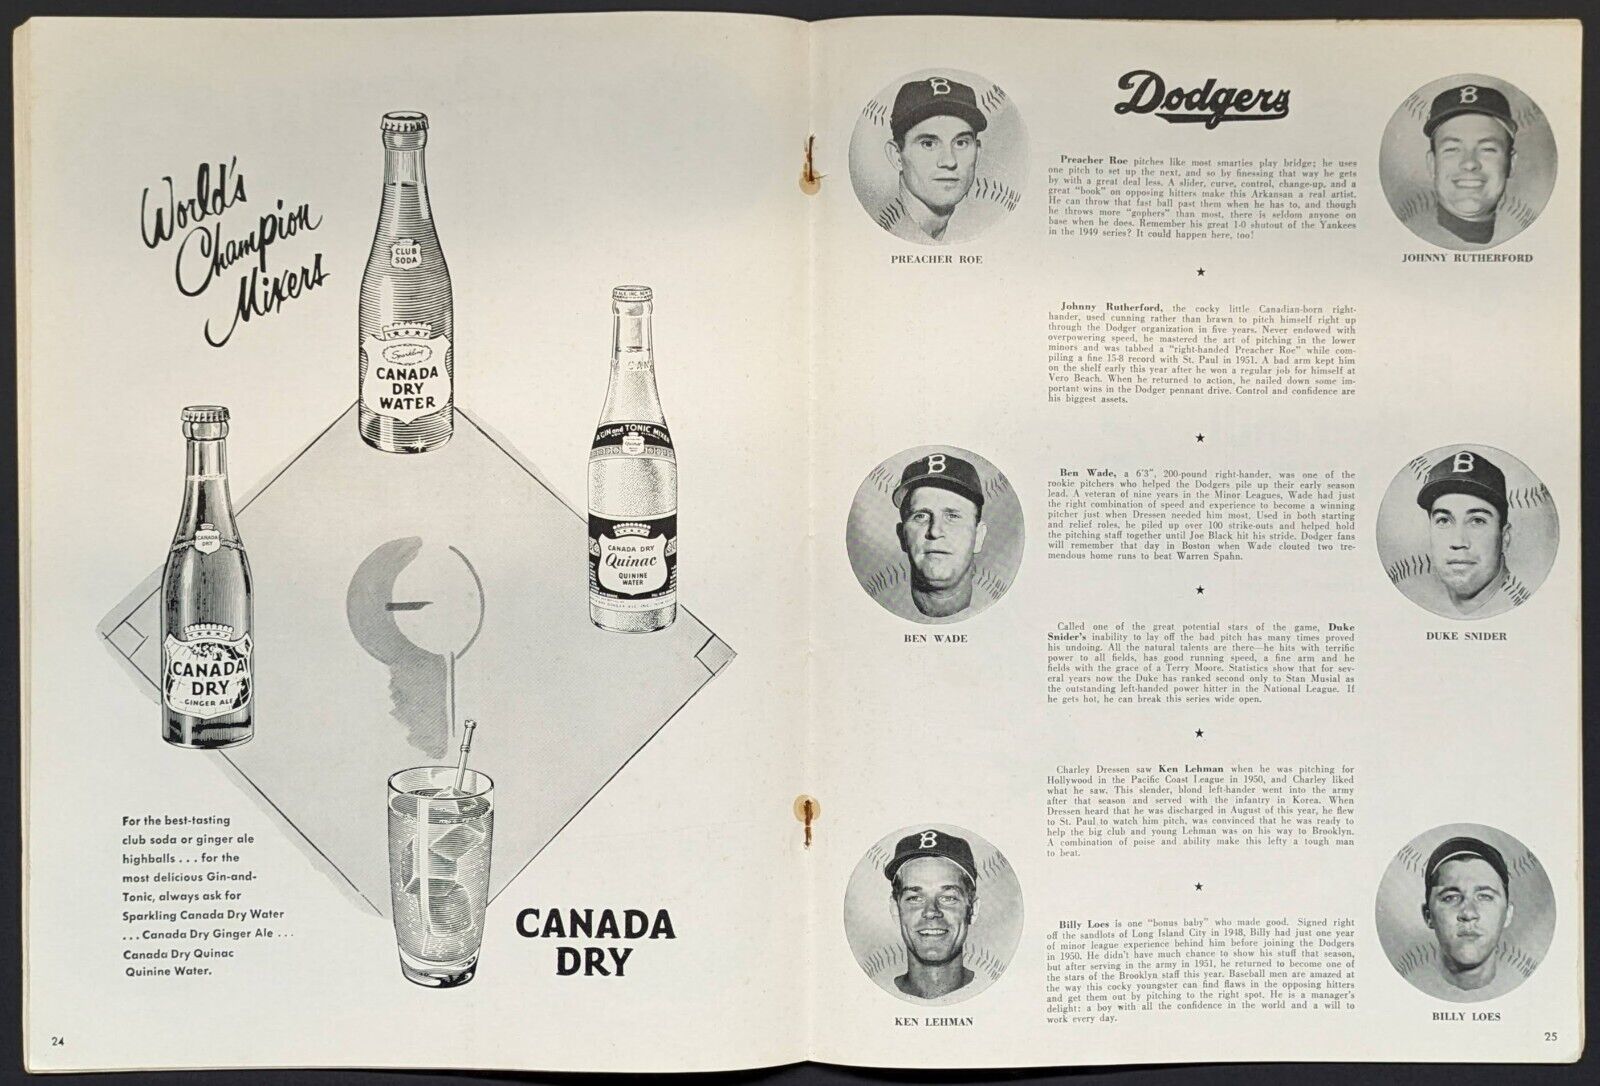 World's
Champion
Mixers
CLUB
SODA
Sparkling
CANADA
DRY
WATER
A GIN and TONIC MIXER
Quinac
CANADA DRY
Quinac
QUININE
WATER
CANADA
DRY
CANADA
DRY
GINGER ALE
For the best-tasting
club soda or ginger ale
highballs . . . for the
most delicious Gin-and-
Tonic, always ask for
Sparkling Canada Dry Water
. . . Canada Dry Ginger Ale . . .
Canada Dry Quinac
Quinine Water.
CANADA
DRY
24
Dodgers
B
PREACHER ROE
B
JOHNNY RUTHERFORD
Preacher Roe pitches like most smarties play bridge; he uses
one pitch to set up the next, and so by finessing that way he gets
by with a great deal less. A slider, curve, control, change-up, and a
great "book" on opposing hitters make this Arkansan a real artist.
He can throw that fast ball past them when he has to, and though
he throws more "gophers" than most, there is seldom anyone on
base when he does. Remember his great 1-0 shutout of the Yankees
in the 1949 series? It could happen here, too!
★
Johnny Rutherford, the cocky little Canadian-born right-
hander, used cunning rather than brawn to pitch himself right up
through the Dodger organization in five years. Never endowed with
overpowering speed, he mastered the art of pitching in the lower
minors and was tabbed a "right-handed Preacher Roe" while com-
piling a fine 15-8 record with St. Paul in 1951. A bad arm kept him
on the shelf early this year after he won a regular job for himself at
Vero Beach. When he returned to action, he nailed down some im-
portant wins in the Dodger pennant drive. Control and confidence are
his biggest assets.
★
B
BEN WADE
B
DUKE SNIDER
Ben Wade, a 6'3", 200-pound right-hander, was one of the
rookie pitchers who helped the Dodgers pile up their early season
lead. A veteran of nine years in the Minor Leagues, Wade had just
the right combination of speed and experience to become a winning
pitcher just when Dressen needed him most. Used in both starting
and relief roles, he piled up over 100 strike-outs and helped hold
the pitching staff together until Joe Black hit his stride. Dodger fans
will remember that day in Boston when Wade clouted two tre-
mendous home runs to beat Warren Spahn.
★
Called one of the great potential stars of the game, Duke
Snider's inability to lay off the bad pitch has many times proved
his undoing. All the natural talents are there—he hits with terrific
power to all fields, has good running speed, a fine arm and he
fields with the grace of a Terry Moore. Statistics show that for sev-
eral years now the Duke has ranked second only to Stan Musial as
the outstanding left-handed power hitter in the National League. If
he gets hot, he can break this series wide open.
★
Charley Dressen saw Ken Lehman when he was pitching for
Hollywood in the Pacific Coast League in 1950, and Charley liked
what he saw. This slender, blond left-hander went into the army
after that season and served with the infantry in Korea. When
Dressen heard that he was discharged in August of this year, he flew
to St. Paul to watch him pitch, was convinced that he was ready to
help the big club and young Lehman was on his way to Brooklyn.
A combination of poise and ability make this lefty a tough man
to beat.
★
B
KEN LEHMAN
BILLY LOES
Billy Loes is one "bonus baby" who made good. Signed right
off the sandlots of Long Island City in 1948, Billy had just one year
of minor league experience behind him before joining the Dodgers
in 1950. He didn't have much chance to show his stuff that season,
but after serving in the army in 1951, he returned to become one of
the stars of the Brooklyn staff this year. Baseball men are amazed at
the way this cocky youngster can find flaws in the opposing hitters
and get them out by pitching to the right spot. He is a manager's
delight: a boy with all the confidence in the world and a will to
work every day.
25